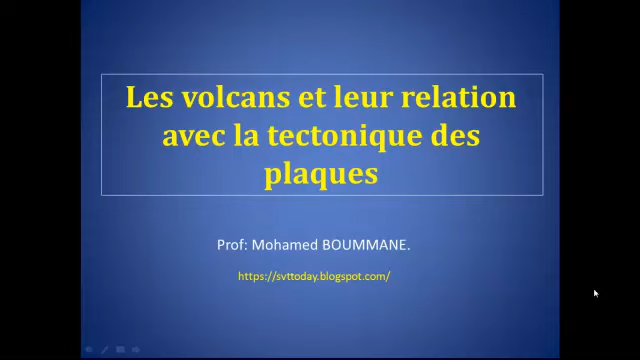 Les volcans et leur relation
avec la tectonique des
plaques
Prof: Mohamed BOUMMANE.
https://svttoday.blogspot.com/